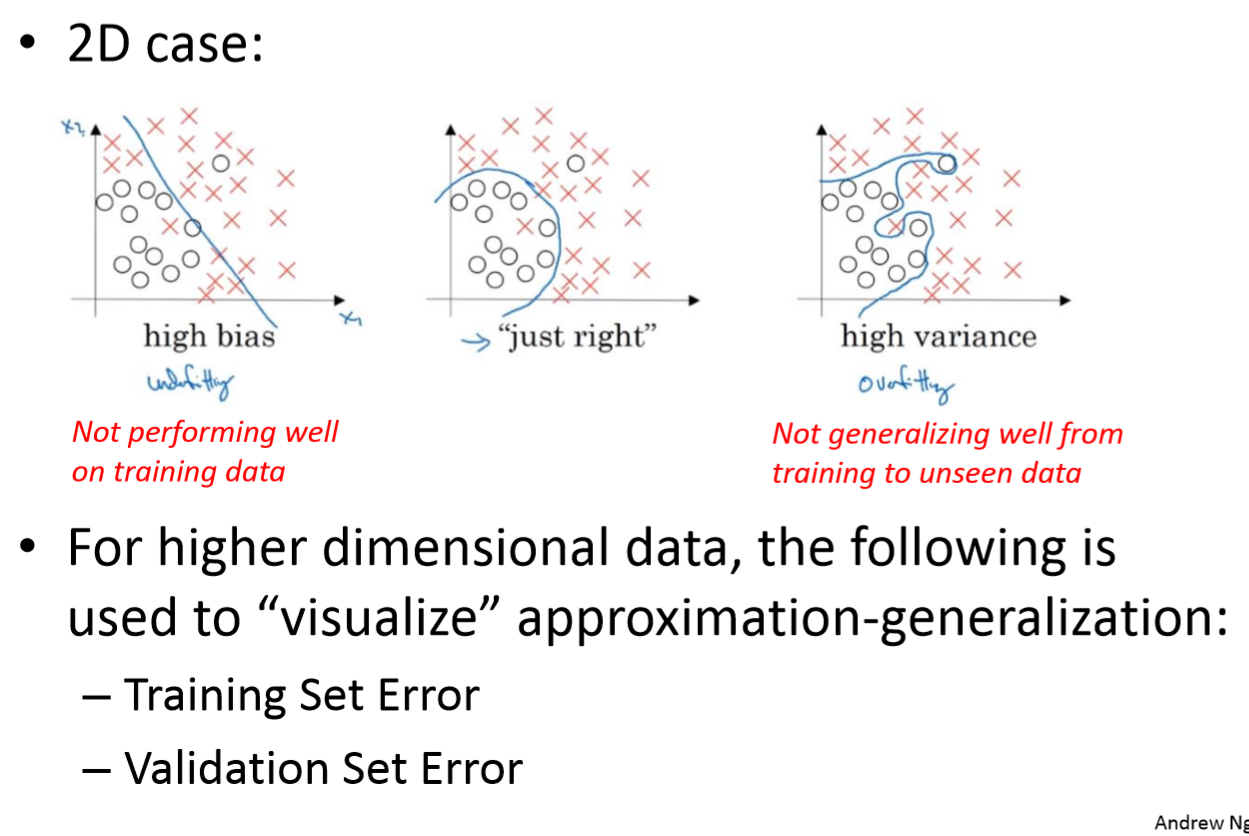 • 2D case:
x₂
x₁
high bias
→ "just right"
high variance
underfitting
overfitting
Not performing well
on training data
Not generalizing well from
training to unseen data
• For higher dimensional data, the following is
used to “visualize” approximation-generalization:
– Training Set Error
– Validation Set Error
Andrew Ng